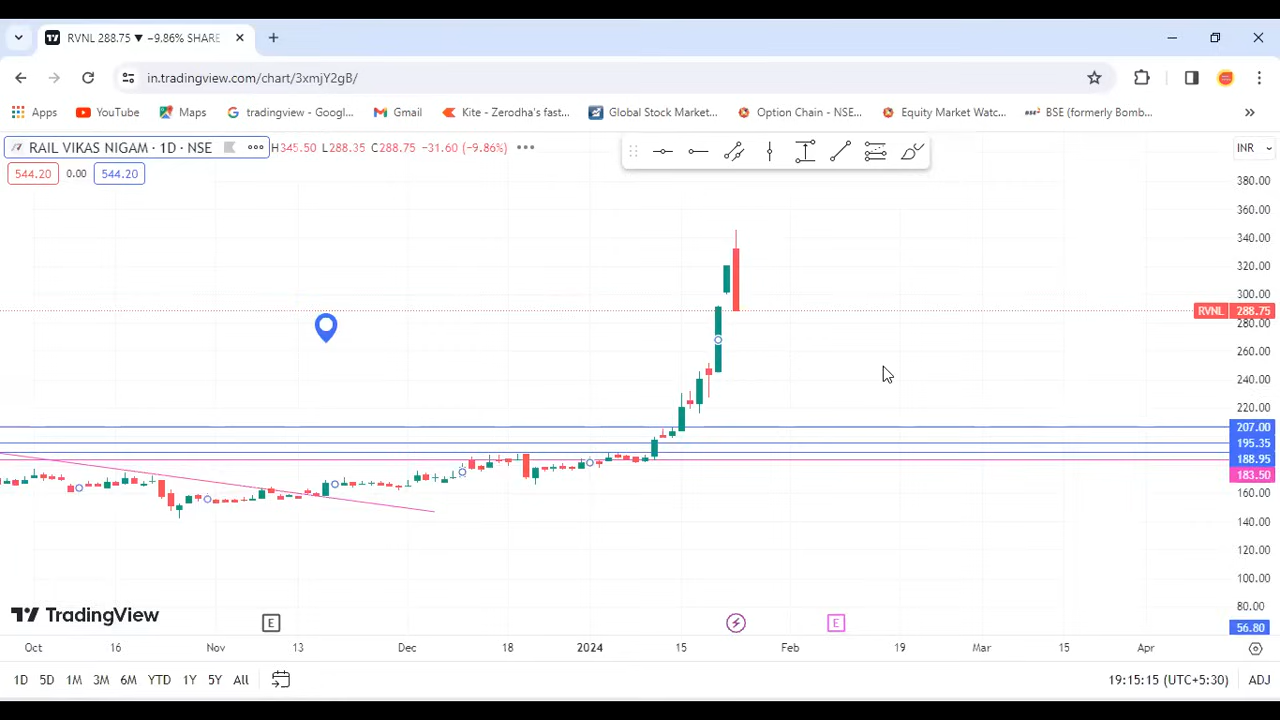 RVNL 288.75 ▼ −9.86% SHARE
in.tradingview.com/chart/3xmjY2gB/
Apps YouTube Maps tradingview - Googl... Gmail Kite - Zerodha's fast... Global Stock Market... Option Chain - NSE... Equity Market Watc... BSE (formerly Bomb... »
RAIL VIKAS NIGAM · 1D · NSE H345.50 L288.35 C288.75 −31.60 (−9.86%) INR
544.20 0.00 544.20
380.00
360.00
340.00
320.00
300.00
RVNL 288.75
280.00
260.00
240.00
220.00
207.00
195.35
188.95
183.50
160.00
140.00
120.00
100.00
80.00
56.80
TradingView
E E
Oct 16 Nov 13 Dec 18 2024 15 Feb 19 Mar 15 Apr
1D 5D 1M 3M 6M YTD 1Y 5Y All 19:15:15 (UTC+5:30) ADJ